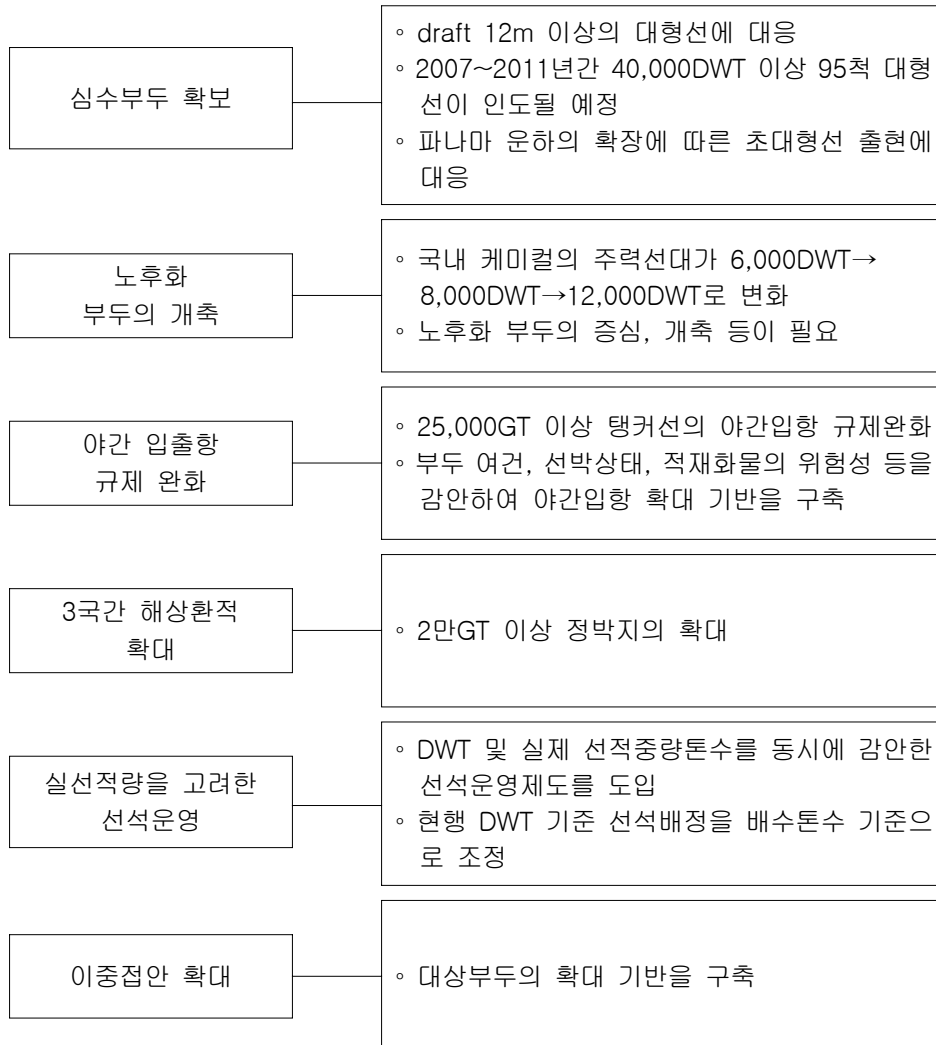 심수부두 확보
◦ draft 12m 이상의 대형선에 대응
◦ 2007~2011년간 40,000DWT 이상 95척 대형
선이 인도될 예정
◦ 파나마 운하의 확장에 따른 초대형선 출현에
대응
노후화
부두의 개축
◦ 국내 케미컬의 주력선대가 6,000DWT→
8,000DWT→12,000DWT로 변화
◦ 노후화 부두의 증심, 개축 등이 필요
야간 입출항
규제 완화
◦ 25,000GT 이상 탱커선의 야간입항 규제완화
◦ 부두 여건, 선박상태, 적재화물의 위험성 등을
감안하여 야간입항 확대 기반을 구축
3국간 해상환적
확대
◦ 2만GT 이상 정박지의 확대
실선적량을 고려한
선석운영
◦ DWT 및 실제 선적중량톤수를 동시에 감안한
선석운영제도를 도입
◦ 현행 DWT 기준 선석배정을 배수톤수 기준으
로 조정
이중접안 확대
◦ 대상부두의 확대 기반을 구축